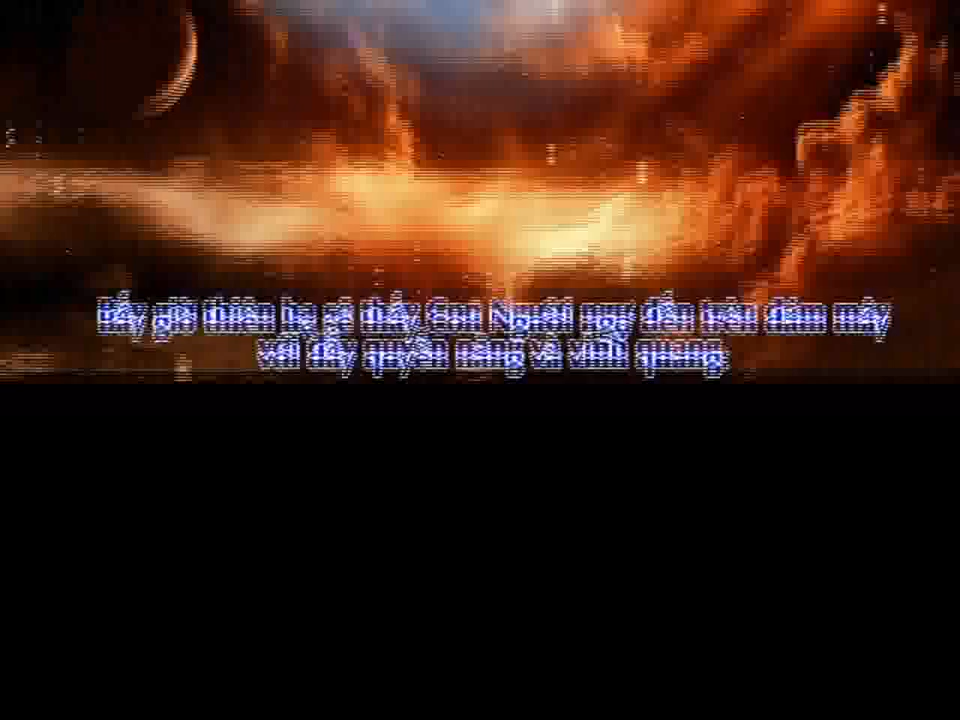 Bấy giờ thiên hạ sẽ thấy Con Người ngự đến trên đám mây
với đầy quyền năng và vinh quang.